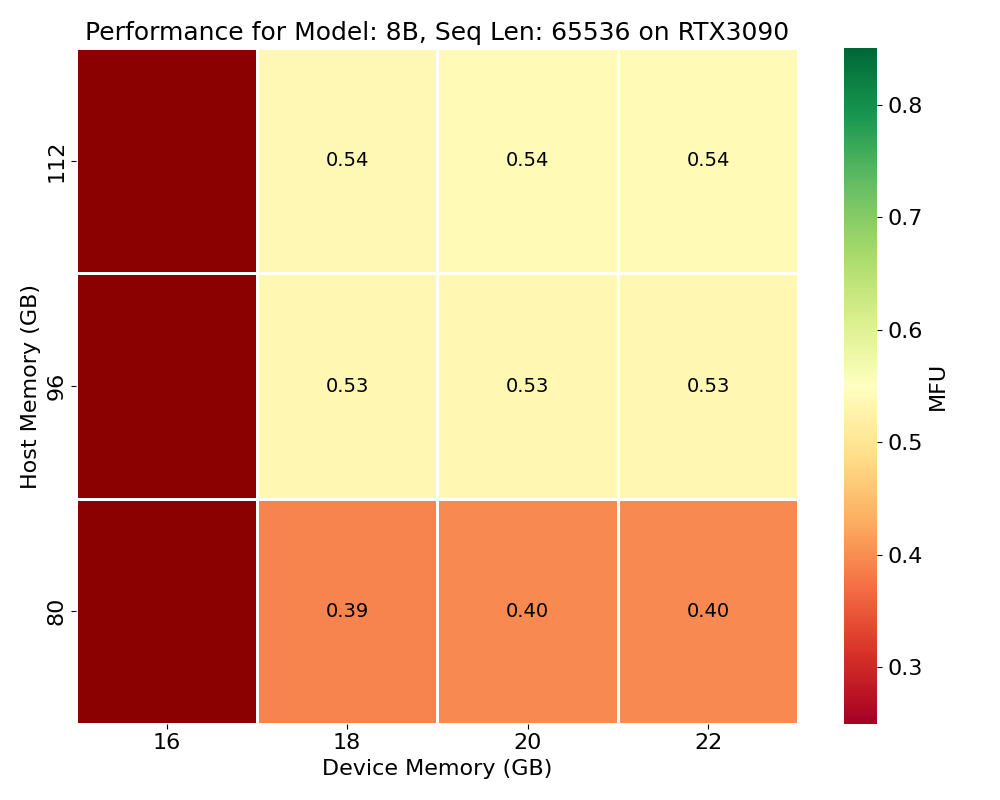 Performance for Model: 8B, Seq Len: 65536 on RTX3090
Host Memory (GB)
112
0.54 0.54 0.54
96
0.53 0.53 0.53
80
0.39 0.40 0.40
16 18 20 22
Device Memory (GB)
0.8
0.7
0.6
0.5
0.4
0.3
MFU